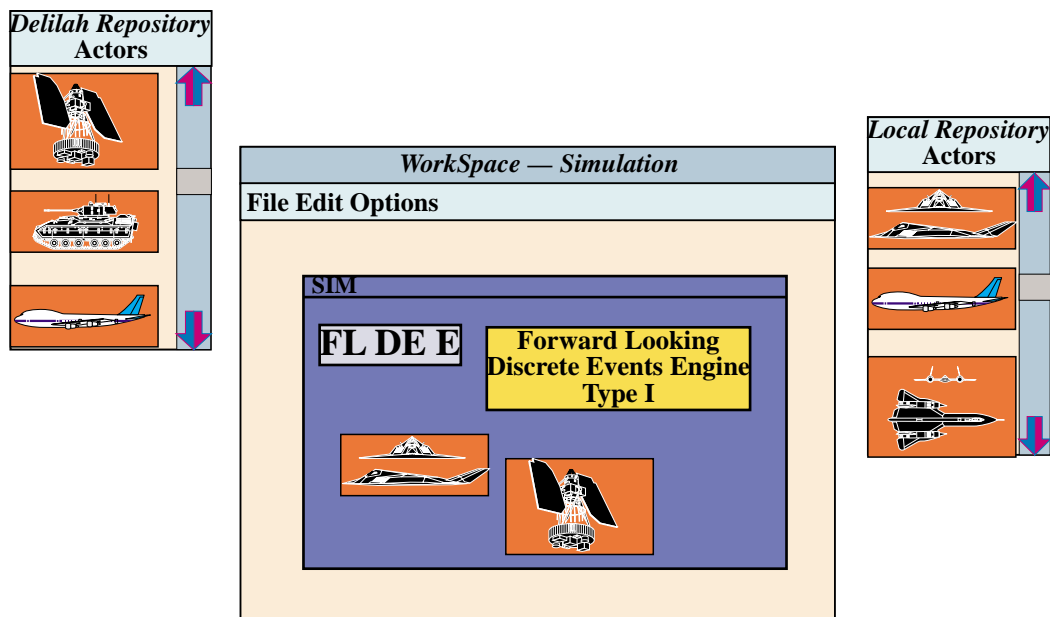 Delilah Repository
Actors
WorkSpace — Simulation
File Edit Options
SIM
FL DE E
Forward Looking
Discrete Events Engine
Type I
Local Repository
Actors